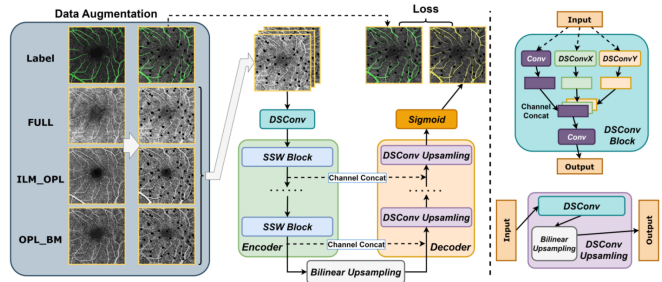 Data Augmentation
Label
FULL
ILM_OPL
OPL_BM
Loss
DSConv
Sigmoid
SSW Block
DSConv Upsamling
Channel Concat
......
......
SSW Block
DSConv Upsamling
Channel Concat
Encoder
Decoder
Bilinear Upsampling
Input
Conv
DSConvX
DSConvY
Channel
Concat
Conv
DSConv
Block
Output
Input
DSConv
Bilinear
Upsampling
DSConv
Upsamling
Output